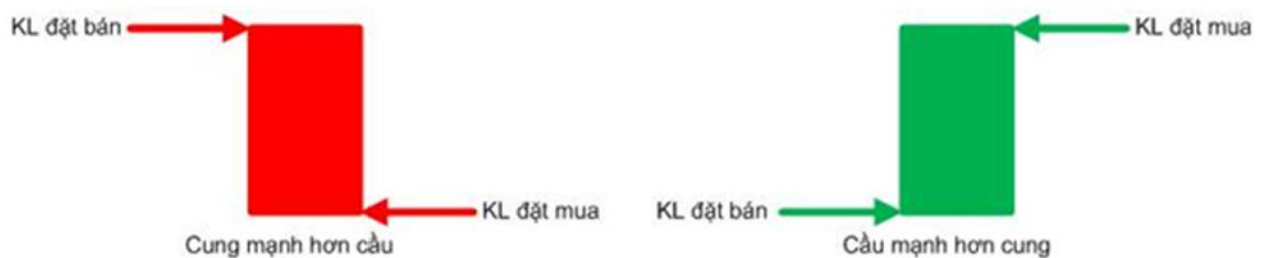 KL đặt bán
KL đặt mua
KL đặt mua
KL đặt bán
Cung mạnh hơn cầu
Cầu mạnh hơn cung